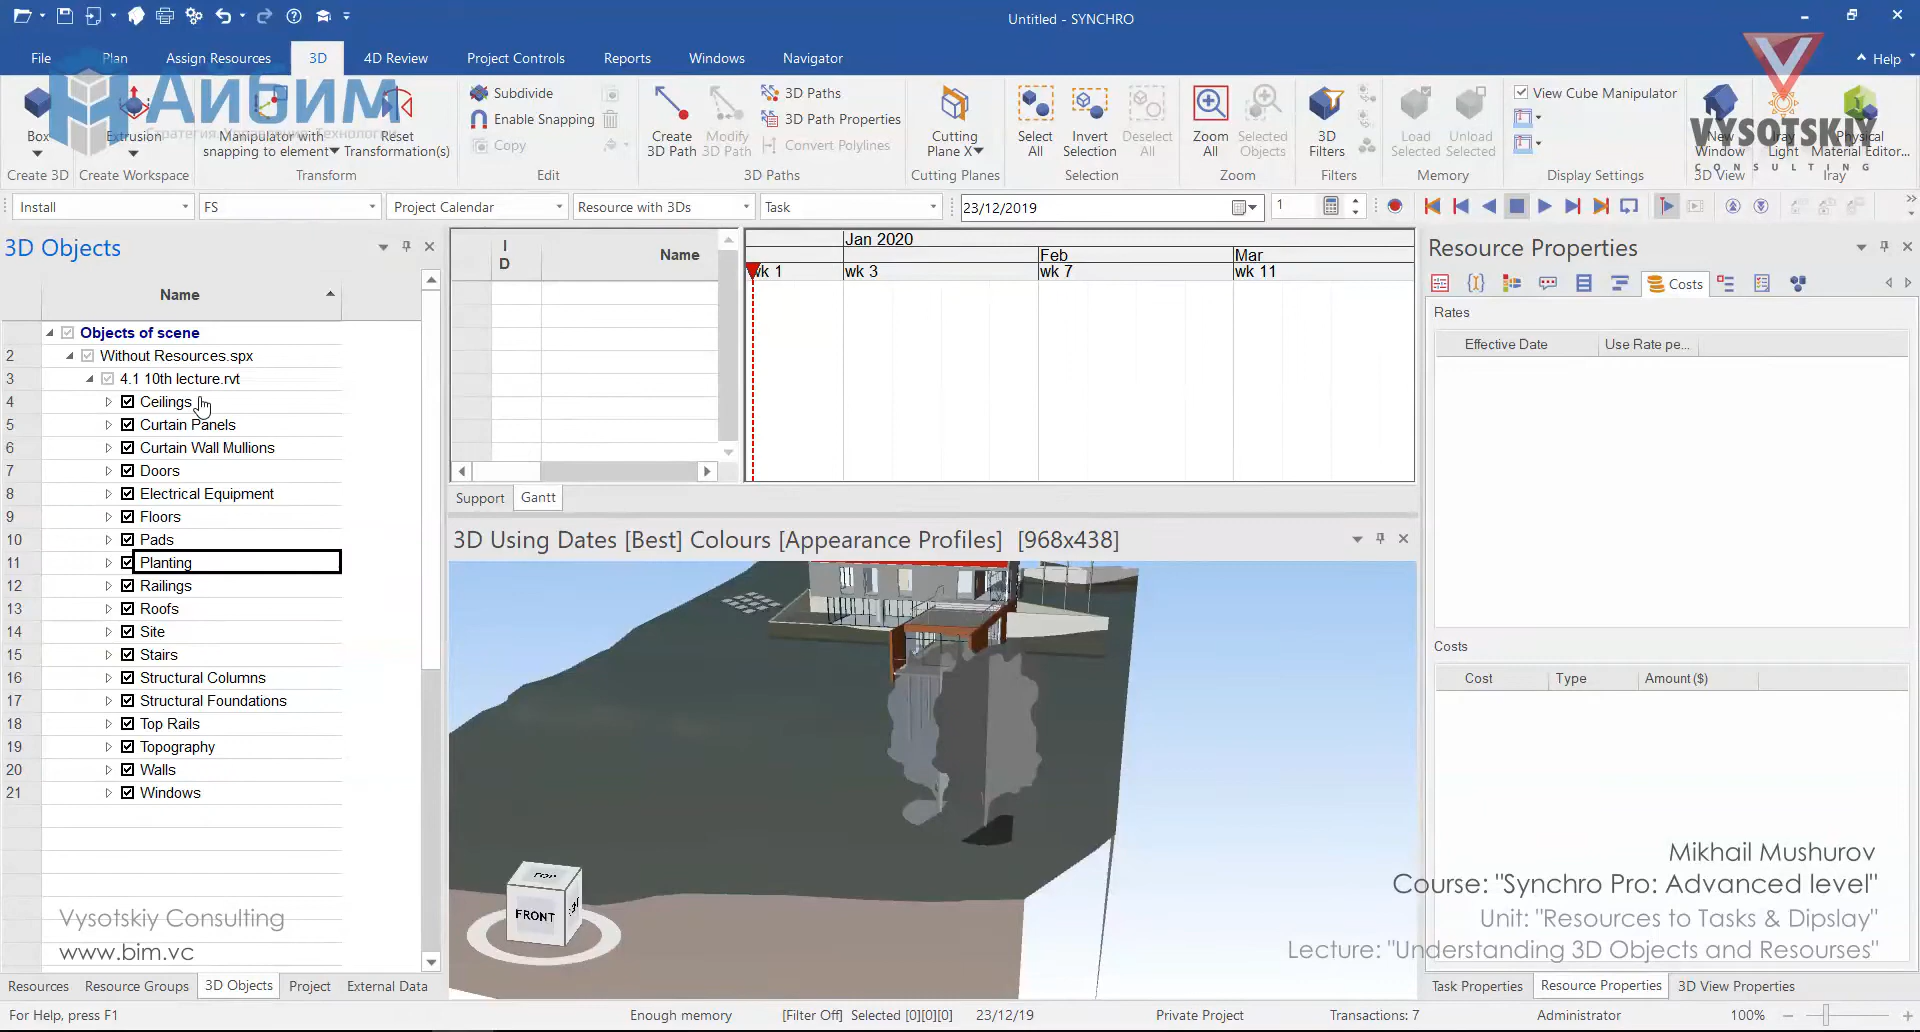 Untitled - SYNCHRO
File Plan Assign Resources 3D 4D Review Project Controls Reports Windows Navigator Help
Айбим
Box Extrusion Manipulator with snapping to element Reset Transformation(s)
Subdivide
Enable Snapping
Copy
Create 3D Path
Modify 3D Path
3D Paths
3D Path Properties
Convert Polylines
Cutting Plane X
Select All
Invert Selection
Deselect All
Zoom All
Selected Objects
3D Filters
Load Selected
Unload Selected
View Cube Manipulator
New Window
Iray Light
Physical Material Editor...
VYSOTSKIY
CONSULTING
Create 3D Create Workspace Transform Edit 3D Paths Cutting Planes Selection Zoom Filters Memory Display Settings 3D View Iray
Install FS Project Calendar Resource with 3Ds Task 23/12/2019 1
3D Objects
Name
Objects of scene
2 Without Resources.spx
3 4.1 10th lecture.rvt
4 Ceilings
5 Curtain Panels
6 Curtain Wall Mullions
7 Doors
8 Electrical Equipment
9 Floors
10 Pads
11 Planting
12 Railings
13 Roofs
14 Site
15 Stairs
16 Structural Columns
17 Structural Foundations
18 Top Rails
19 Topography
20 Walls
21 Windows
Vysotskiy Consulting
www.bim.vc
Resources Resource Groups 3D Objects Project External Data
ID Name
Jan 2020
Feb Mar
wk 1 wk 3 wk 7 wk 11
Support Gantt
3D Using Dates [Best] Colours [Appearance Profiles] [968x438]
TOP
FRONT
Resource Properties
Costs
Rates
Effective Date Use Rate pe...
Costs
Cost Type Amount ($)
Mikhail Mushurov
Course: "Synchro Pro: Advanced level"
Unit: "Resources to Tasks & Dipslay"
Lecture: "Understanding 3D Objects and Resourses"
Task Properties Resource Properties 3D View Properties
For Help, press F1 Enough memory [Filter Off] Selected [0][0][0] 23/12/19 Private Project Transactions: 7 Administrator 100%